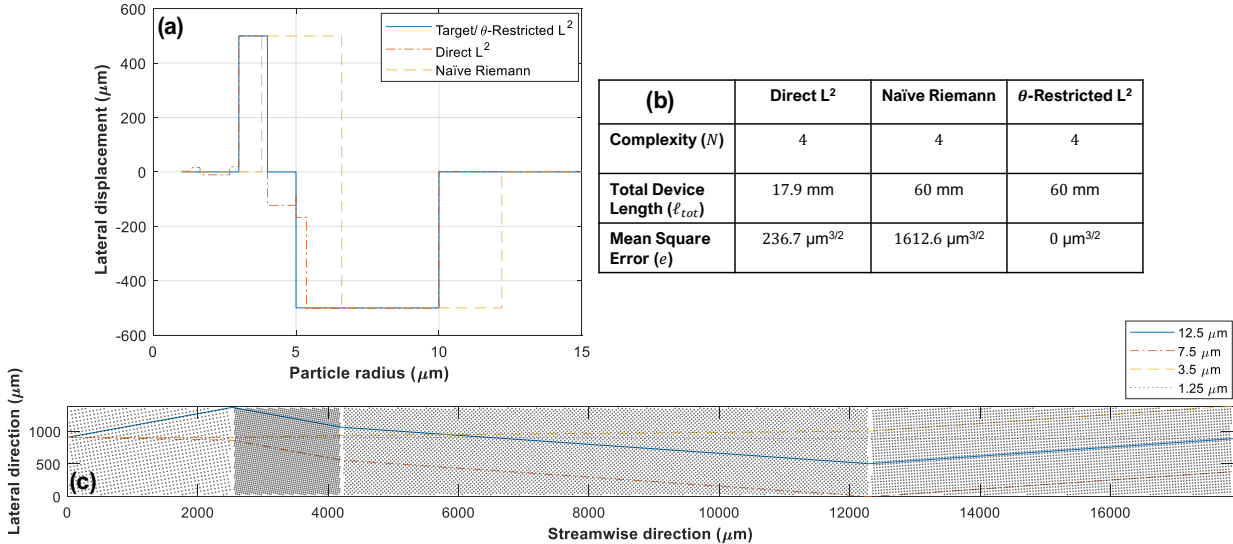 (a)
600
400
200
0
-200
-400
-600
Lateral displacement (μm)
Target/ θ-Restricted L²
Direct L²
Naïve Riemann
0
5
10
15
Particle radius (μm)
(b)
Direct L²
Naïve Riemann
θ-Restricted L²
Complexity (N)
4
4
4
Total Device
Length (ℓtot)
17.9 mm
60 mm
60 mm
Mean Square
Error (e)
236.7 μm3/2
1612.6 μm3/2
0 μm3/2
12.5 μm
7.5 μm
3.5 μm
1.25 μm
Lateral direction (μm)
1000
500
0
(c)
0
2000
4000
6000
8000
10000
12000
14000
16000
Streamwise direction (μm)